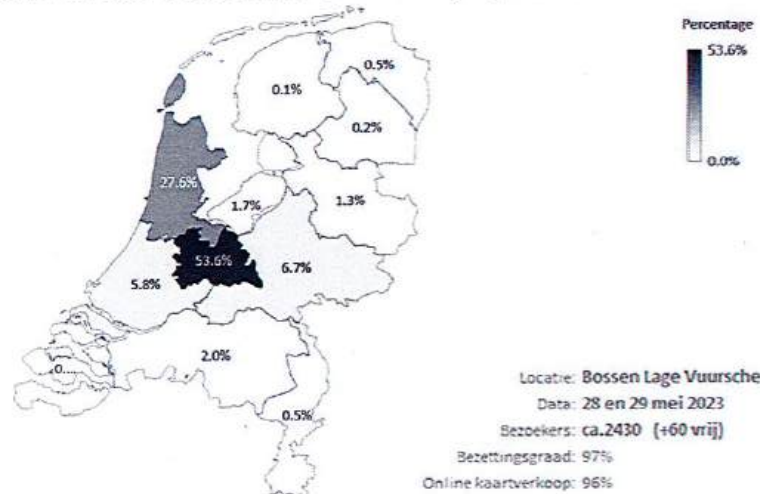 Percentage
53.6%
0.0%
0.5%
0.1%
0.2%
27.6%
1.7%
1.3%
53.6%
6.7%
5.8%
0....
2.0%
0.5%
Locatie: Bossen Lage Vuursche
Data: 28 en 29 mei 2023
Bezoekers: ca.2430 (+60 vrij)
Bezettingsgraad: 97%
Online kaartverkoop: 96%